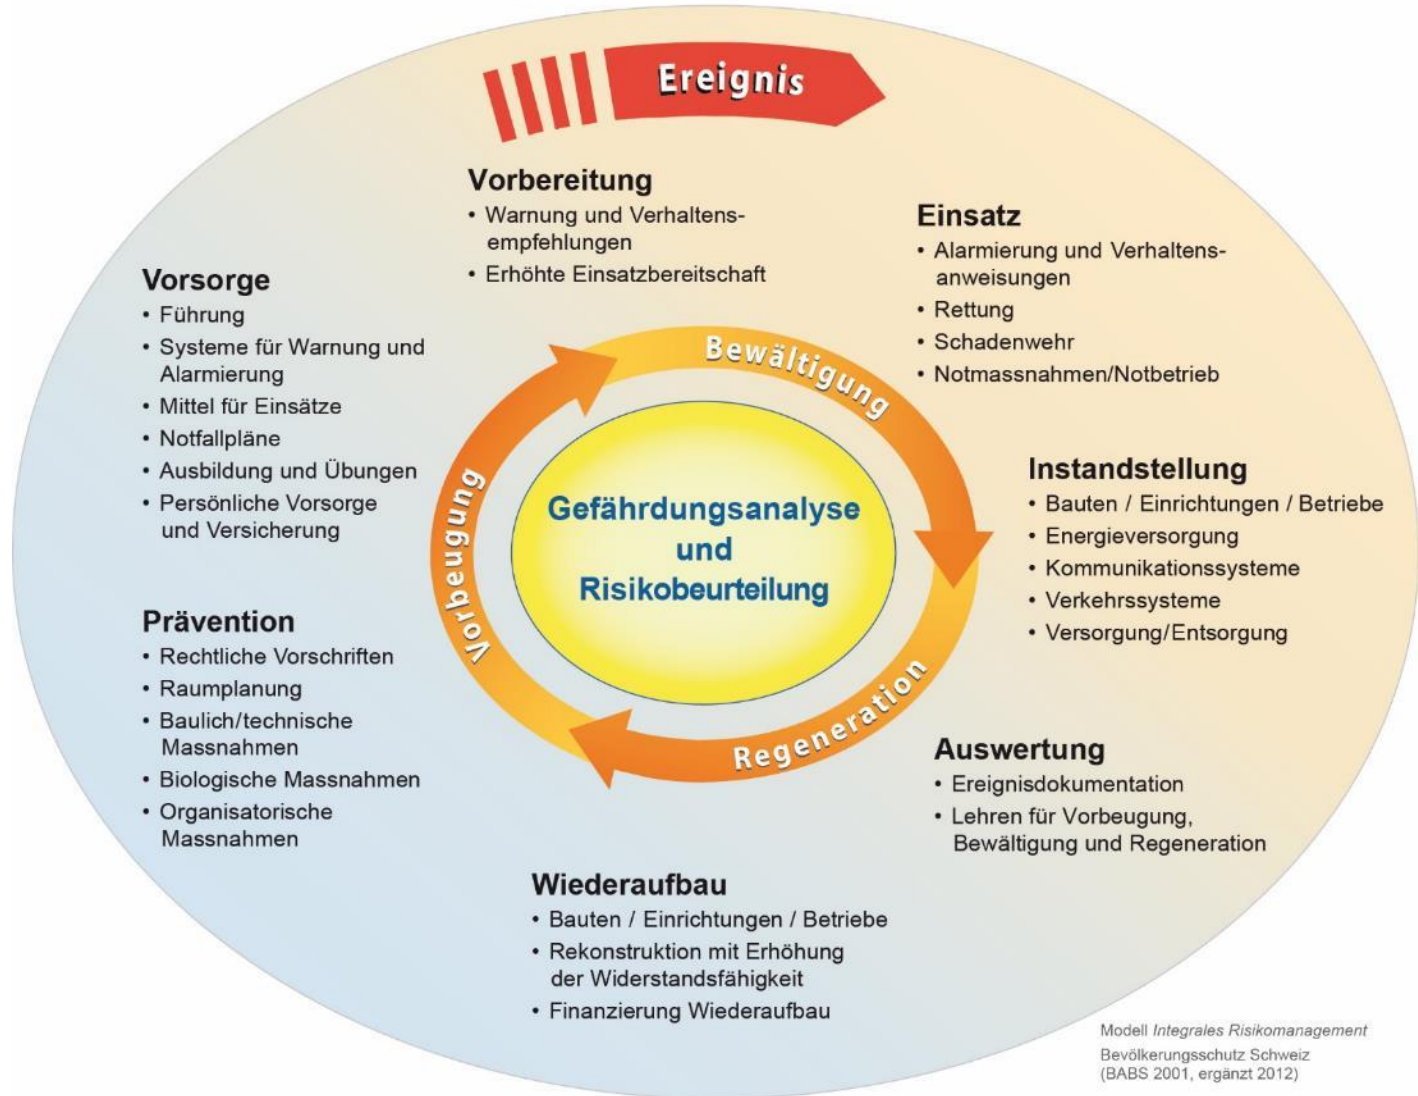 Ereignis
Vorbereitung
• Warnung und Verhaltens-
empfehlungen
• Erhöhte Einsatzbereitschaft
Einsatz
• Alarmierung und Verhaltens-
anweisungen
• Rettung
• Schadenwehr
• Notmassnahmen/Notbetrieb
Instandstellung
• Bauten / Einrichtungen / Betriebe
• Energieversorgung
• Kommunikationssysteme
• Verkehrssysteme
• Versorgung/Entsorgung
Auswertung
• Ereignisdokumentation
• Lehren für Vorbeugung,
Bewältigung und Regeneration
Wiederaufbau
• Bauten / Einrichtungen / Betriebe
• Rekonstruktion mit Erhöhung
der Widerstandsfähigkeit
• Finanzierung Wiederaufbau
Prävention
• Rechtliche Vorschriften
• Raumplanung
• Baulich/technische
Massnahmen
• Biologische Massnahmen
• Organisatorische
Massnahmen
Vorsorge
• Führung
• Systeme für Warnung und
Alarmierung
• Mittel für Einsätze
• Notfallpläne
• Ausbildung und Übungen
• Persönliche Vorsorge
und Versicherung
Bewältigung
Regeneration
Vorbeugung
Gefährdungsanalyse
und
Risikobeurteilung
Modell Integrales Risikomanagement
Bevölkerungsschutz Schweiz
(BABS 2001, ergänzt 2012)